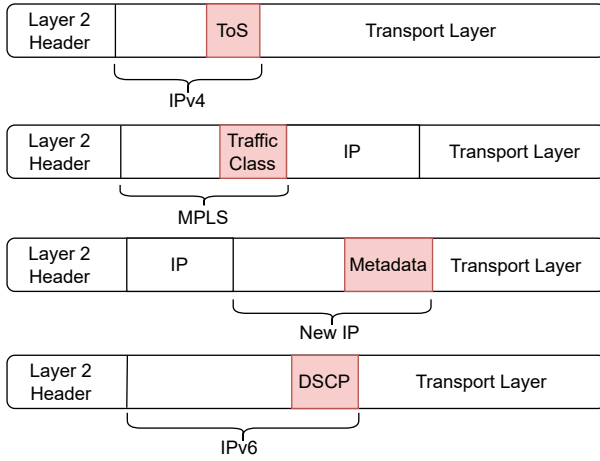 Layer 2
Header
ToS
Transport Layer
IPv4
Layer 2
Header
Traffic
Class
IP
Transport Layer
MPLS
Layer 2
Header
IP
Metadata
Transport Layer
New IP
Layer 2
Header
DSCP
Transport Layer
IPv6